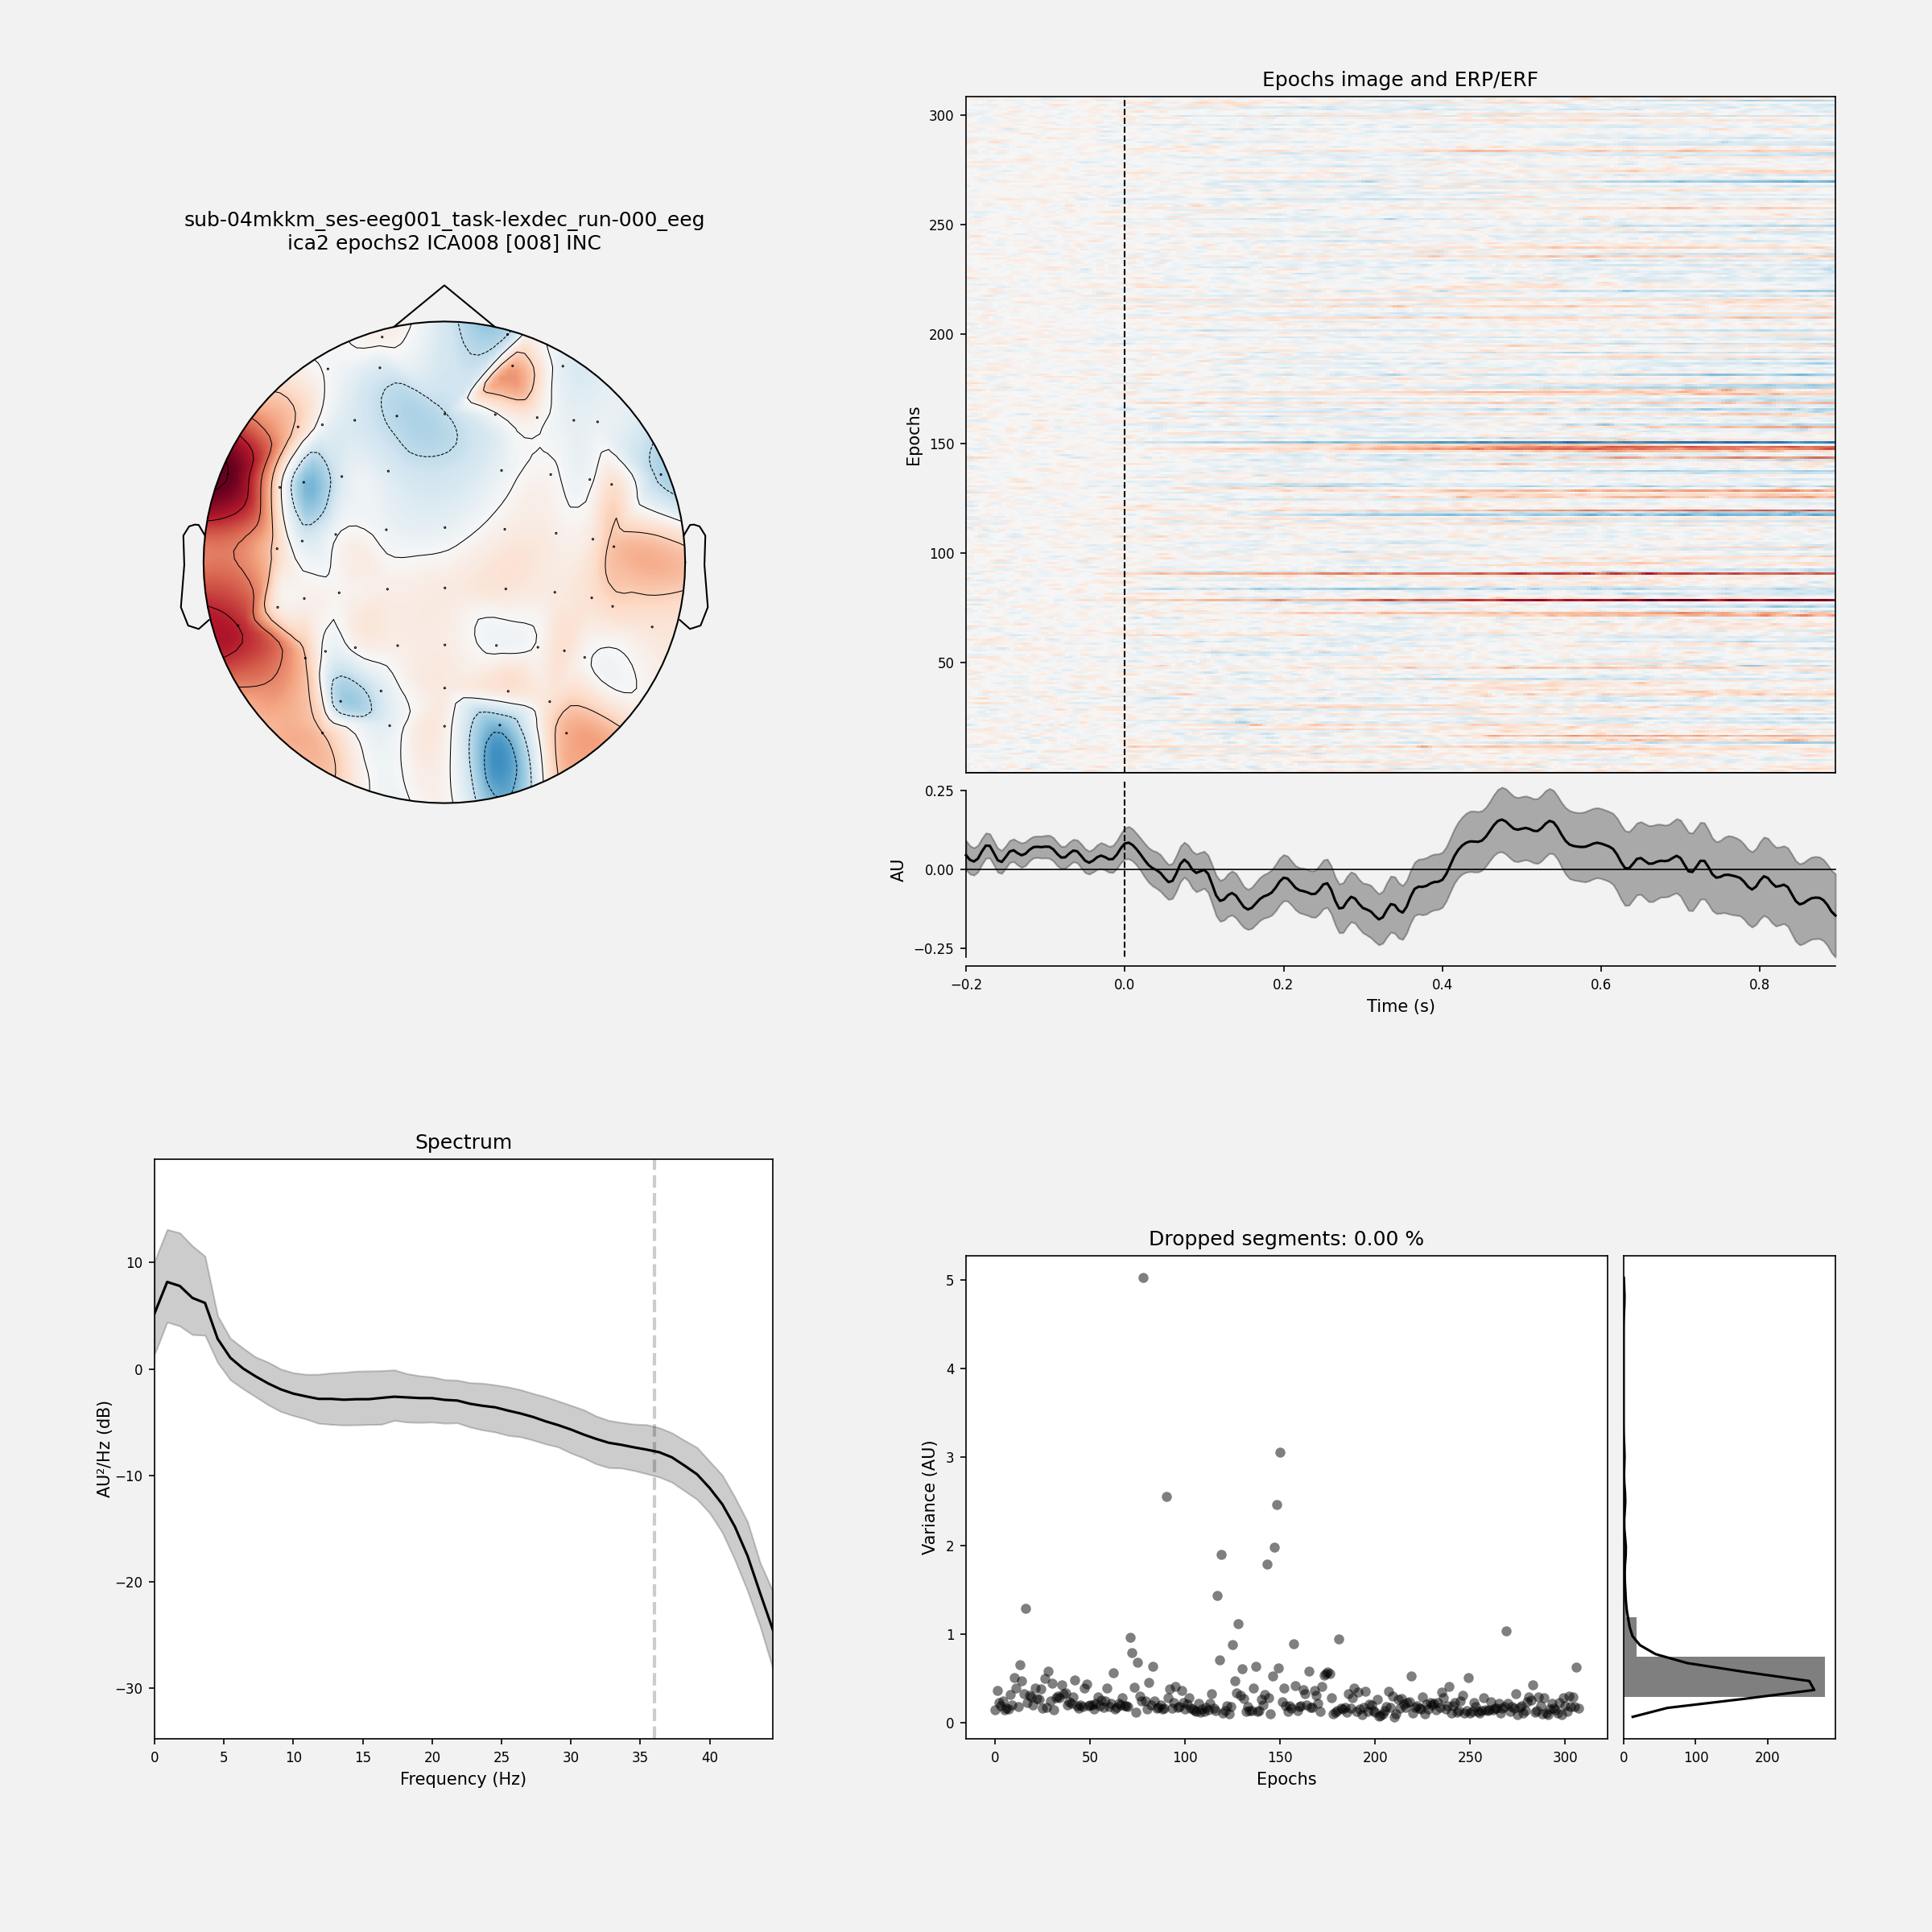 sub-04mkkm_ses-eeg001_task-lexdec_run-000_eeg
ica2 epochs2 ICA008 [008] INC
Epochs image and ERP/ERF
300
250
200
150
100
50
Epochs
0.25
0.00
−0.25
AU
−0.2 0.0 0.2 0.4 0.6 0.8
Time (s)
Spectrum
10
0
−10
−20
−30
AU²/Hz (dB)
0 5 10 15 20 25 30 35 40
Frequency (Hz)
Dropped segments: 0.00 %
5
4
3
2
1
0
Variance (AU)
0 50 100 150 200 250 300
Epochs
0 100 200